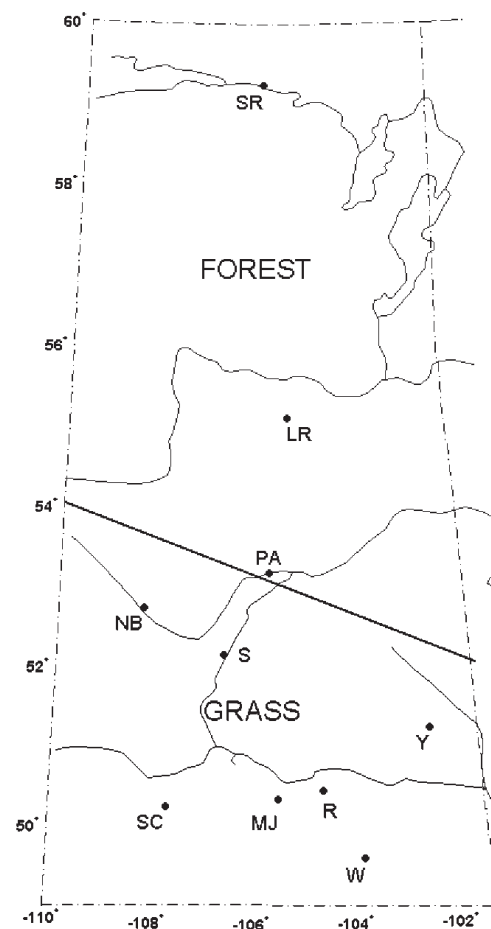 60°
SR
58°
FOREST
56°
LR
54°
PA
NB
S
52°
GRASS
Y
SC
MJ
R
50°
W
-110°
-108°
-106°
-104°
-102°